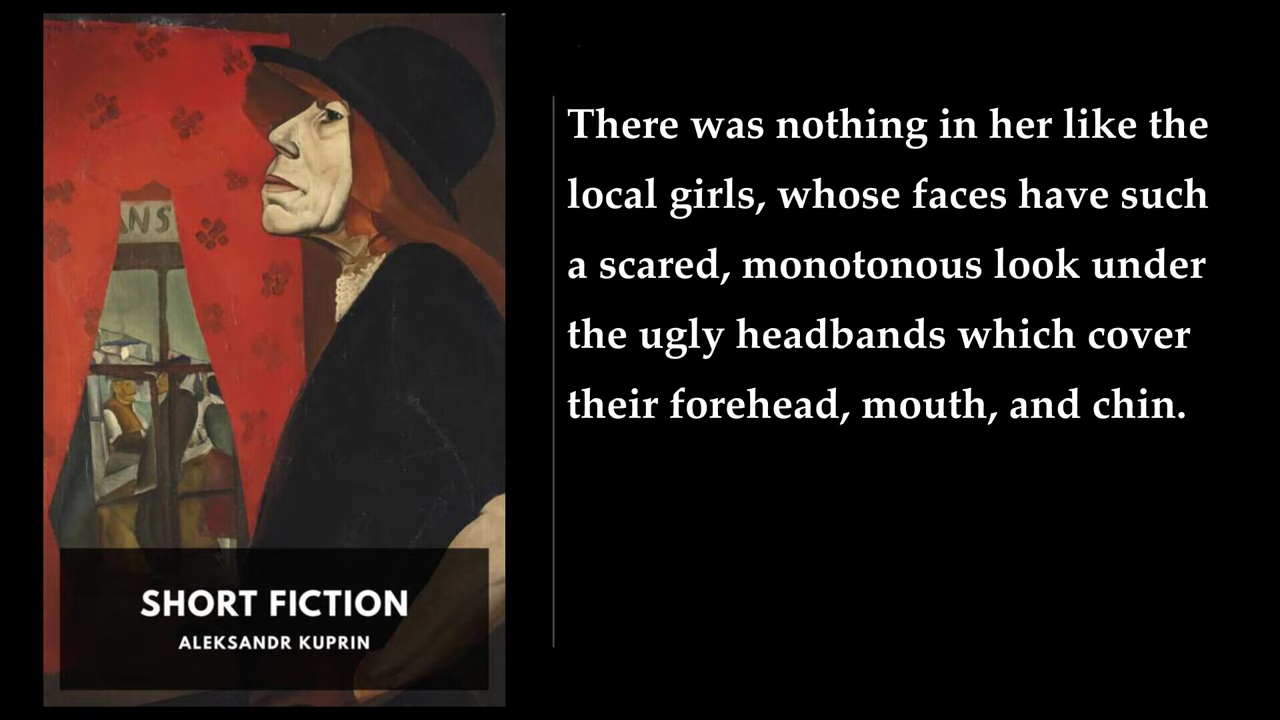 ANS
SHORT FICTION
ALEKSANDR KUPRIN
There was nothing in her like the
local girls, whose faces have such
a scared, monotonous look under
the ugly headbands which cover
their forehead, mouth, and chin.